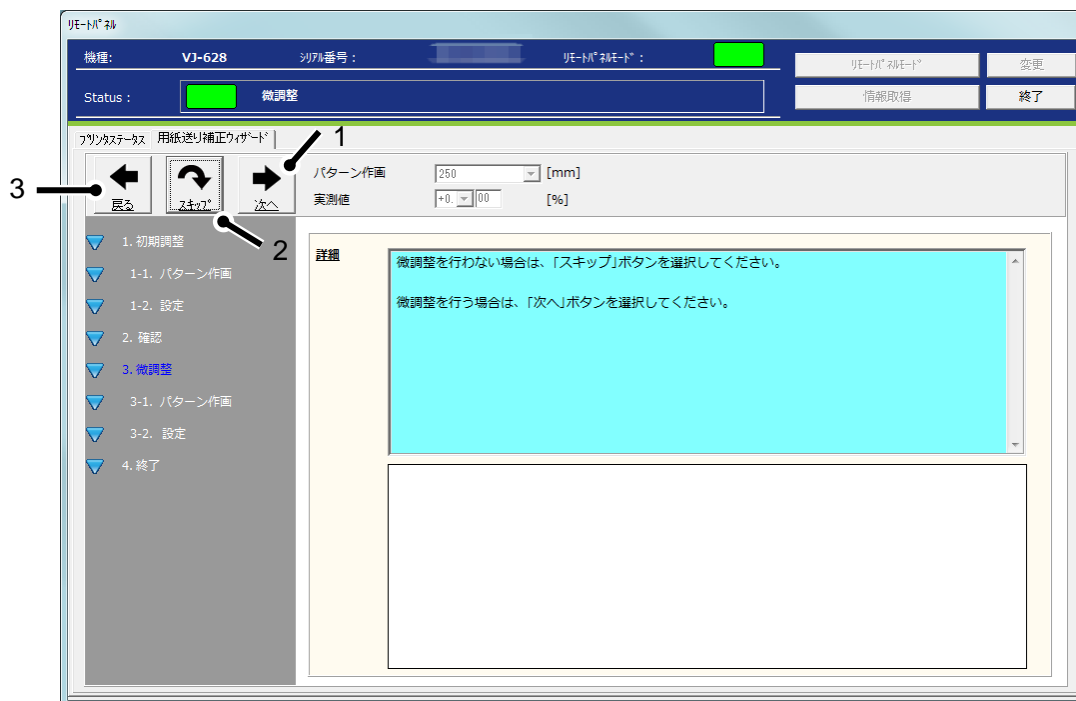 ﾘﾓｰﾄﾊﾟﾈﾙ
機種: VJ-628 ｼﾘｱﾙ番号： ﾘﾓｰﾄﾊﾟﾈﾙﾓｰﾄﾞ：
ﾘﾓｰﾄﾊﾟﾈﾙﾓｰﾄﾞ 変更
Status： 微調整
情報取得 終了
ﾌﾟﾘﾝﾀｽﾃｰﾀｽ 用紙送り補正ｳｨｻﾞｰﾄﾞ
1
3
戻る ｽｷｯﾌﾟ 次へ
2
パターン作画 250 [mm]
実測値 +0. 00 [%]
1. 初期調整
1-1. パターン作画
1-2. 設定
2. 確認
3. 微調整
3-1. パターン作画
3-2. 設定
4. 終了
詳細
微調整を行わない場合は、「スキップ」ボタンを選択してください。
微調整を行う場合は、「次へ」ボタンを選択してください。